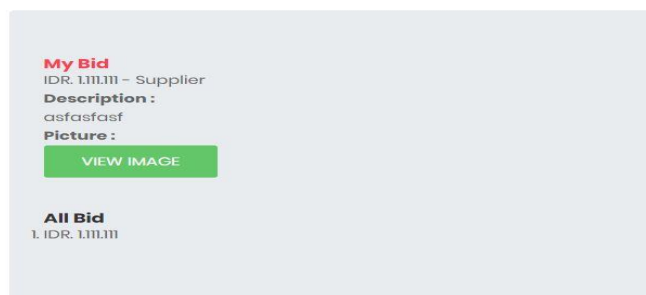 My Bid
IDR. 1.111.111 - Supplier
Description :
asfasfasf
Picture :
VIEW IMAGE
All Bid
1. IDR. 1.111.111